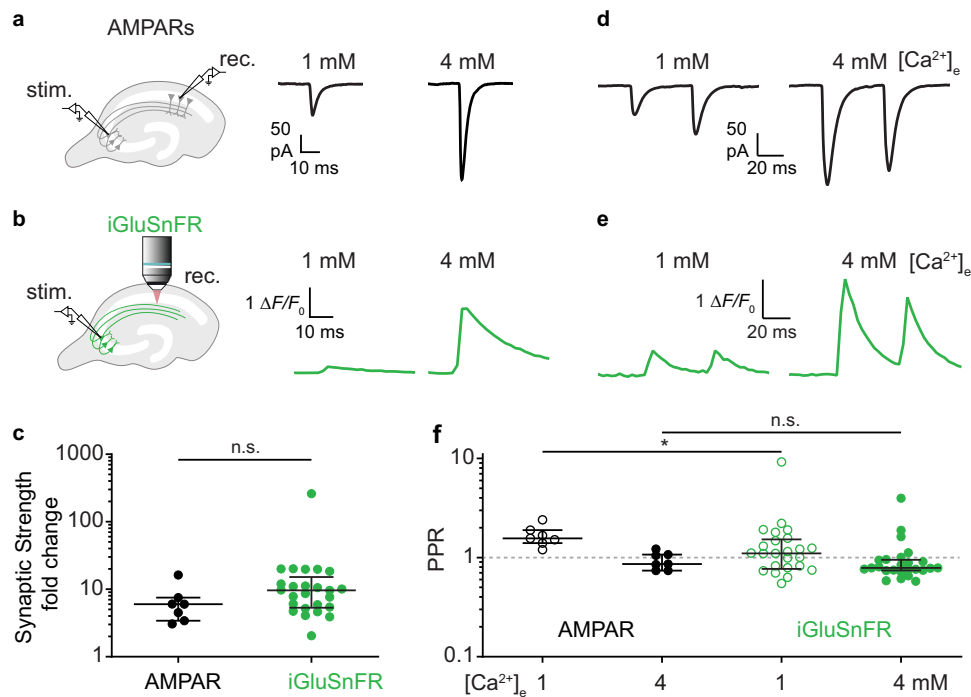 a
AMPARs
stim.
rec.
1 mM
4 mM
50
pA
10 ms
d
1 mM
4 mM
[Ca²⁺]ₑ
50
pA
20 ms
b
iGluSnFR
stim.
rec.
1 mM
4 mM
1 ΔF/F₀
10 ms
e
1 mM
4 mM
[Ca²⁺]ₑ
1 ΔF/F₀
20 ms
c
Synaptic Strength
fold change
1000
100
10
1
n.s.
AMPAR
iGluSnFR
f
PPR
10
1
0.1
n.s.
*
AMPAR
iGluSnFR
[Ca²⁺]ₑ 1 4 1 4 mM